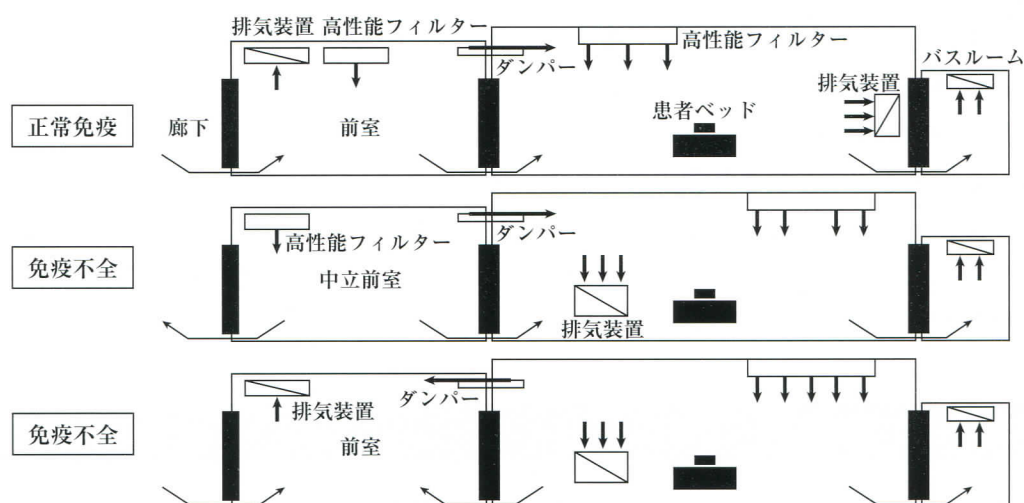 排気装置 高性能フィルター
ダンパー
高性能フィルター
バスルーム
正常免疫
廊下
前室
患者ベッド
排気装置
免疫不全
高性能フィルター
中立前室
ダンパー
排気装置
免疫不全
排気装置
前室
ダンパー